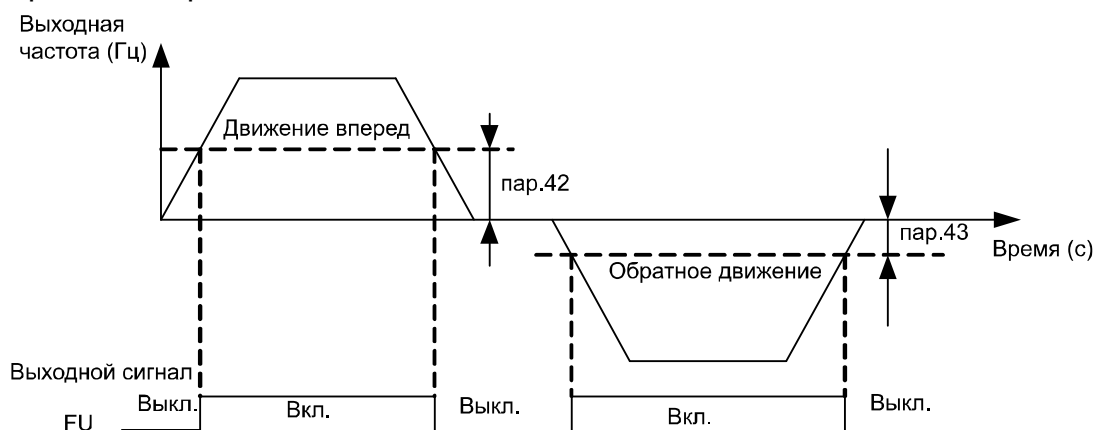 Выходная
частота (Гц)
Движение вперед
пар.42
пар.43
Время (с)
Обратное движение
Выходной сигнал
Выкл.
Вкл.
Выкл.
Вкл.
Выкл.
FU